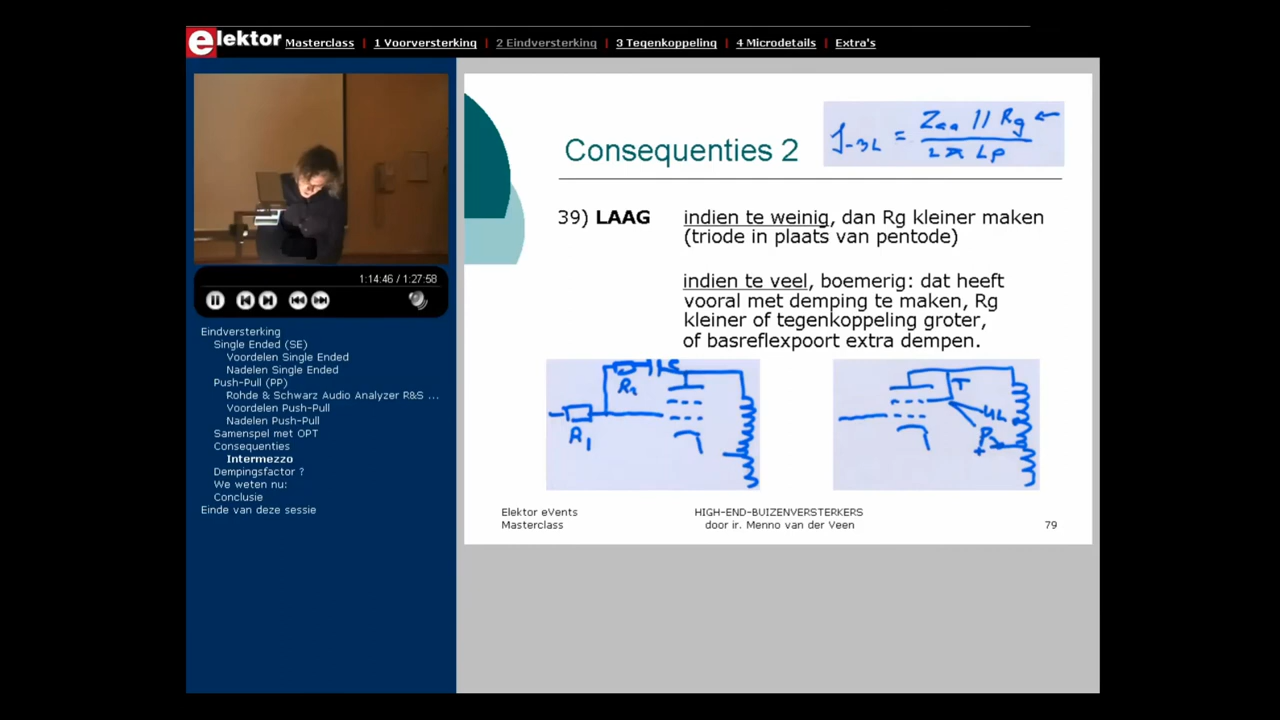 elektor
Masterclass | 1 Voorversterking | 2 Eindversterking | 3 Tegenkoppeling | 4 Microdetails | Extra's
1:14:46 / 1:27:58
Eindversterking
Single Ended (SE)
Voordelen Single Ended
Nadelen Single Ended
Push-Pull (PP)
Rohde & Schwarz Audio Analyzer R&S ...
Voordelen Push-Pull
Nadelen Push-Pull
Samenspel met OPT
Consequenties
Intermezzo
Dempingsfactor ?
We weten nu:
Conclusie
Einde van deze sessie
Consequenties 2
f-3L = Zaa // Rg
2π Lp
39) LAAG indien te weinig, dan Rg kleiner maken
(triode in plaats van pentode)
indien te veel, boemerig: dat heeft
vooral met demping te maken, Rg
kleiner of tegenkoppeling groter,
of basreflexpoort extra dempen.
R1
T
UL
P
+
Elektor eVents
Masterclass
HIGH-END-BUIZENVERSTERKERS
door ir. Menno van der Veen
79